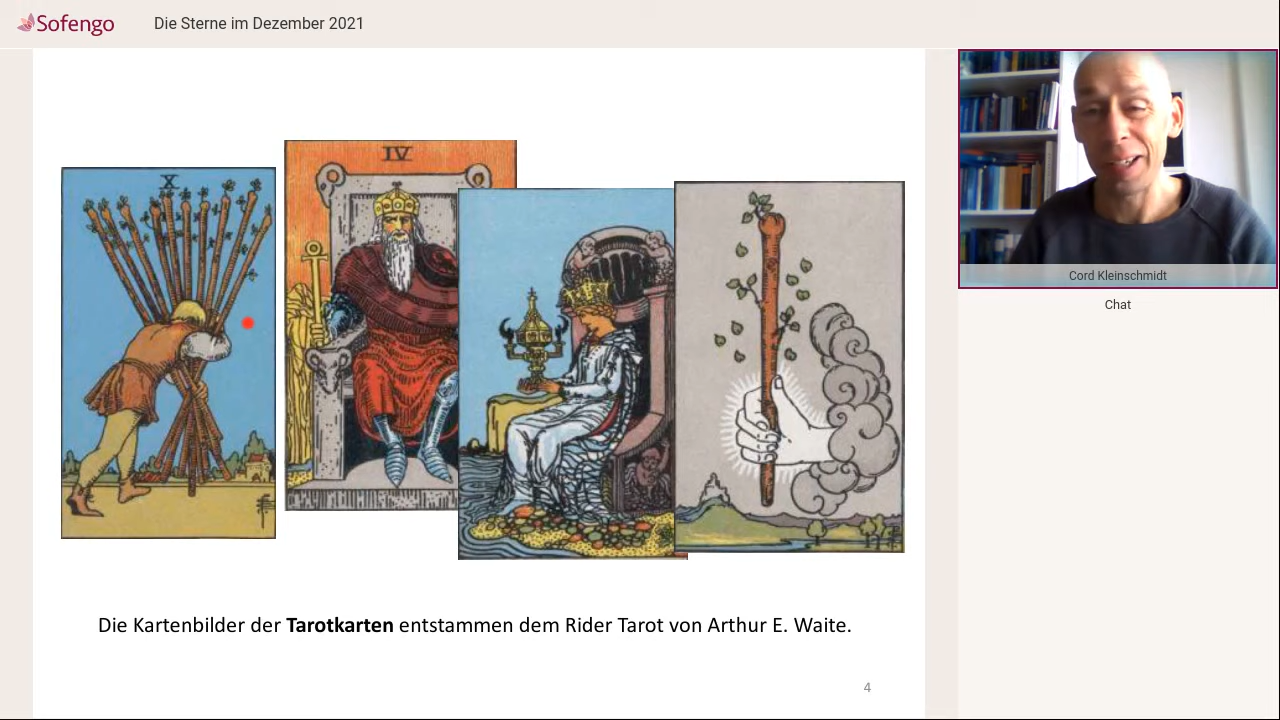 Sofengo
Die Sterne im Dezember 2021
X
IV
Cord Kleinschmidt
Chat
Die Kartenbilder der Tarotkarten entstammen dem Rider Tarot von Arthur E. Waite.
4